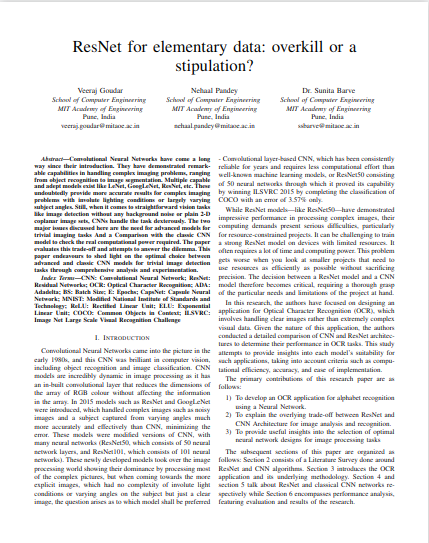 ResNet for elementary data: overkill or a
stipulation?
Veeraj Goudar
School of Computer Engineering
MIT Academy of Engineering
Pune, India
veeraj.goudar@mitaoe.ac.in
Nehaal Pandey
School of Computer Engineering
MIT Academy of Engineering
Pune, India
nehaal.pandey@mitaoe.ac.in
Dr. Sunita Barve
School of Computer Engineering
MIT Academy of Engineering
Pune, India
ssbarve@mitaoe.ac.in
Abstract—Convolutional Neural Networks have come a long
way since their introduction. They have demonstrated remark-
able capabilities in handling complex imaging problems, ranging
from object recognition to image segmentation. Multiple capable
and adept models exist like LeNet, GoogLeNet, ResNet, etc. These
undoubtedly provide more accurate results for complex imaging
problems with involute lighting conditions or largely varying
subject angles. Still, when it comes to straightforward vision tasks
like image detection without any background noise or plain 2-D
coplanar image sets, CNNs handle the task dexterously. The two
major issues discussed here are the need for advanced models for
trivial imaging tasks And a Comparison with the classic CNN
model to check the real computational power required. The paper
evaluates this trade-off and attempts to answer the dilemma. This
paper endeavours to shed light on the optimal choice between
advanced and classic CNN models for trivial image detection
tasks through comprehensive analysis and experimentation.
Index Terms—CNN: Convolutional Neural Network; ResNet:
Residual Networks; OCR: Optical Character Recognition; ADA:
Adadelta; BS: Batch Size; E: Epochs; CapsNet: Capsule Neural
Network; MNIST: Modified National Institute of Standards and
Technology; ReLU: Rectified Linear Unit; ELU: Exponential
Linear Unit; COCO: Common Objects in Context; ILSVRC:
Image Net Large Scale Visual Recognition Challenge
I. INTRODUCTION
Convolutional Neural Networks came into the picture in the
early 1980s, and this CNN was brilliant in computer vision,
including object recognition and image classification. CNN
models are incredibly dynamic in image processing as it has
an in-built convolutional layer that reduces the dimensions of
the array of RGB colour without affecting the information
in the array. In 2015 models such as ResNet and GoogLeNet
were introduced, which handled complex images such as noisy
images and a subject captured from varying angles much
more accurately and effectively than CNN, minimizing the
error. These models were modified versions of CNN, with
many neural networks (ResNet50, which consists of 50 neural
network layers, and ResNet101, which consists of 101 neural
networks). These newly developed models took over the image
processing world showing their dominance by processing most
of the complex pictures, but when coming towards the more
explicit images, which had no complexity of involute light
conditions or varying angles on the subject but just a clear
image, the question arises as to which model shall be preferred
- Convolutional layer-based CNN, which has been consistently
reliable for years and requires less computation effort than
well-known machine learning models, or ResNet50 consisting
of 50 neural networks through which it proved its capability
by winning ILSVRC 2015 by completing the classification of
COCO with an error of 3.57% only.
While ResNet models—like ResNet50—have demonstrated
impressive performance in processing complex images, their
computing demands present serious difficulties, particularly
for resource-constrained projects. It can be challenging to train
a strong ResNet model on devices with limited resources. It
often requires a lot of time and computing power. This problem
gets worse when you look at smaller projects that need to
use resources as efficiently as possible without sacrificing
precision. The decision between a ResNet model and a CNN
model therefore becomes critical, requiring a thorough grasp
of the particular needs and limitations of the project at hand.
In this research, the authors have focused on designing an
application for Optical Character Recognition (OCR), which
involves handling clear images rather than extremely complex
visual data. Given the nature of this application, the authors
conducted a detailed comparison of CNN and ResNet architec-
tures to determine their performance in OCR tasks. This study
attempts to provide insights into each model's suitability for
such applications, taking into account criteria such as compu-
tational efficiency, accuracy, and ease of implementation.
The primary contributions of this research paper are as
follows:
1) To develop an OCR application for alphabet recognition
using a Neural Network.
2) To explain the overlying trade-off between ResNet and
CNN Architecture for image analysis and recognition.
3) To provide useful insights into the selection of optimal
neural network designs for image processing tasks
The subsequent sections of this paper are organized as
follows: Section 2 consists of a Literature Survey done around
ResNet and CNN algorithms. Section 3 introduces the OCR
application and its underlying methodology. Section 4 and
section 5 talk about ResNet and classical CNN networks re-
spectively while Section 6 encompasses performance analysis,
featuring evaluation and results of the research.